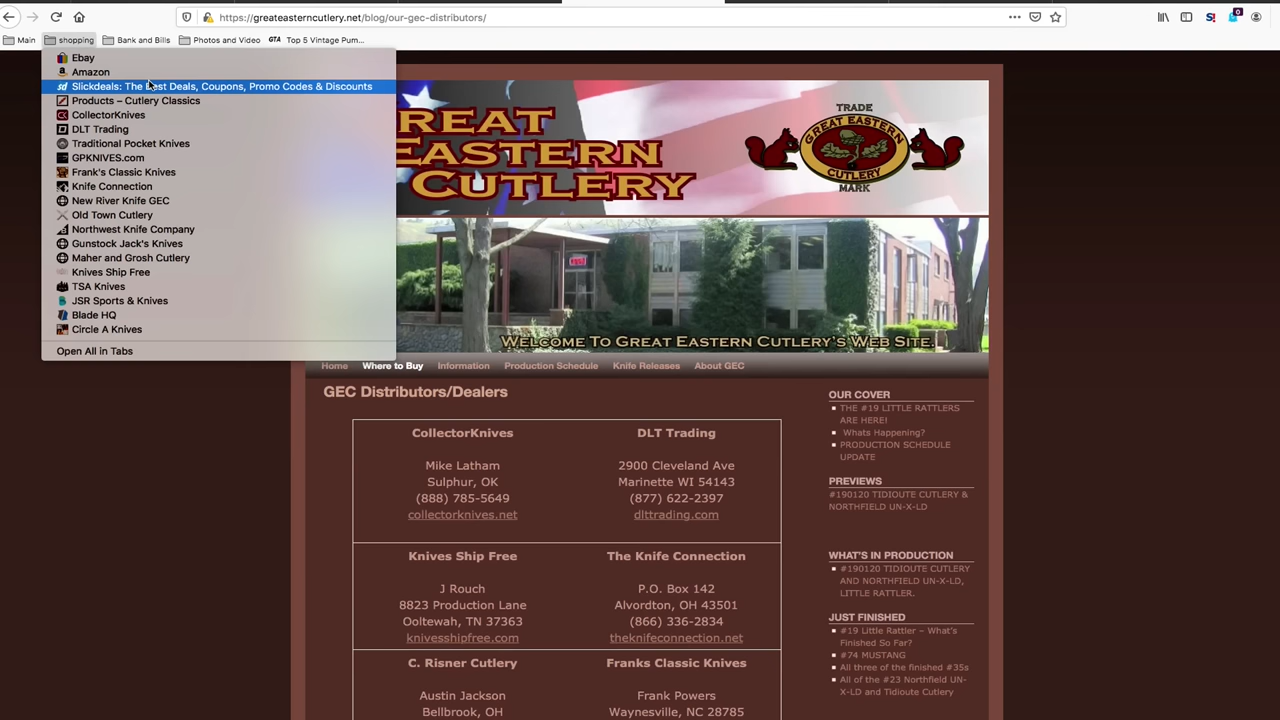 https://greateasterncutlery.net/blog/our-gec-distributors/
Main
shopping
Bank and Bills
Photos and Video
GTA Top 5 Vintage Pum...
0
Ebay
Amazon
Slickdeals: The Best Deals, Coupons, Promo Codes & Discounts
Products – Cutlery Classics
CollectorKnives
DLT Trading
Traditional Pocket Knives
GPKNIVES.com
Frank's Classic Knives
Knife Connection
New River Knife GEC
Old Town Cutlery
Northwest Knife Company
Gunstock Jack's Knives
Maher and Grosh Cutlery
Knives Ship Free
TSA Knives
JSR Sports & Knives
Blade HQ
Circle A Knives
Open All in Tabs
REAT
EASTERN
CUTLERY
TRADE
GREAT EASTERN
CUTLERY
MARK
WELCOME TO GREAT EASTERN CUTLERY'S WEB SITE.
Home
Where to Buy
Information
Production Schedule
Knife Releases
About GEC
GEC Distributors/Dealers
CollectorKnives
Mike Latham
Sulphur, OK
(888) 785-5649
collectorknives.net
DLT Trading
2900 Cleveland Ave
Marinette WI 54143
(877) 622-2397
dlttrading.com
Knives Ship Free
J Rouch
8823 Production Lane
Ooltewah, TN 37363
knivesshipfree.com
The Knife Connection
P.O. Box 142
Alvordton, OH 43501
(866) 336-2834
theknifeconnection.net
C. Risner Cutlery
Austin Jackson
Bellbrook, OH
Franks Classic Knives
Frank Powers
Waynesville, NC 28785
OUR COVER
THE #19 LITTLE RATTLERS
ARE HERE!
Whats Happening?
PRODUCTION SCHEDULE
UPDATE
PREVIEWS
#190120 TIDIOUTE CUTLERY &
NORTHFIELD UN-X-LD
WHAT'S IN PRODUCTION
#190120 TIDIOUTE CUTLERY
AND NORTHFIELD UN-X-LD,
LITTLE RATTLER.
JUST FINISHED
#19 Little Rattler – What's
Finished So Far?
#74 MUSTANG
All three of the finished #35s
All of the #23 Northfield UN-
X-LD and Tidioute Cutlery